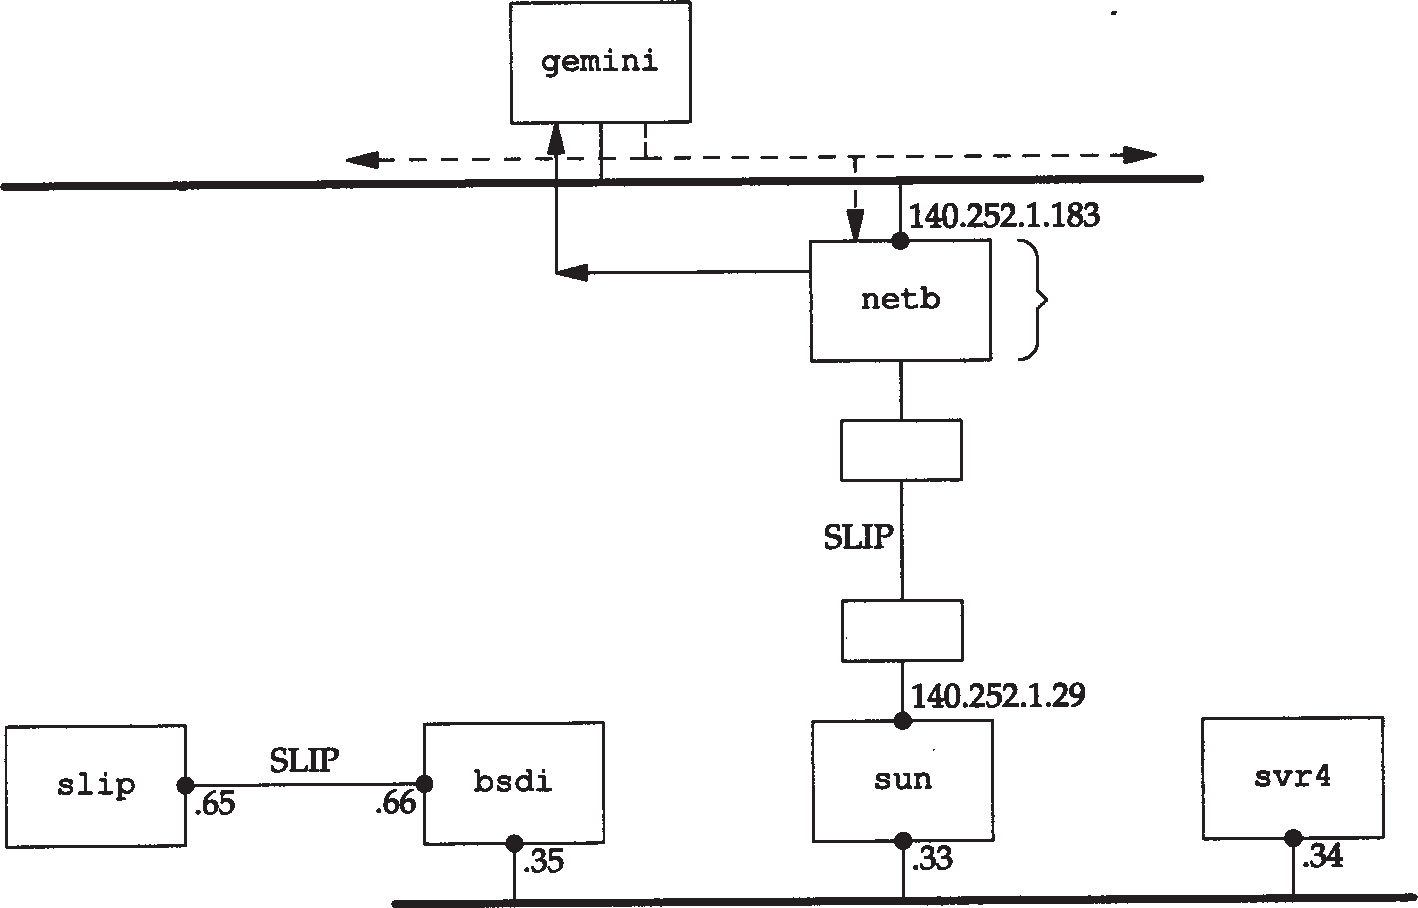 gemini
140.252.1.183
netb
SLIP
140.252.1.29
slip
SLIP
bsdi
sun
svr4
.65
.66
.35
.33
.34